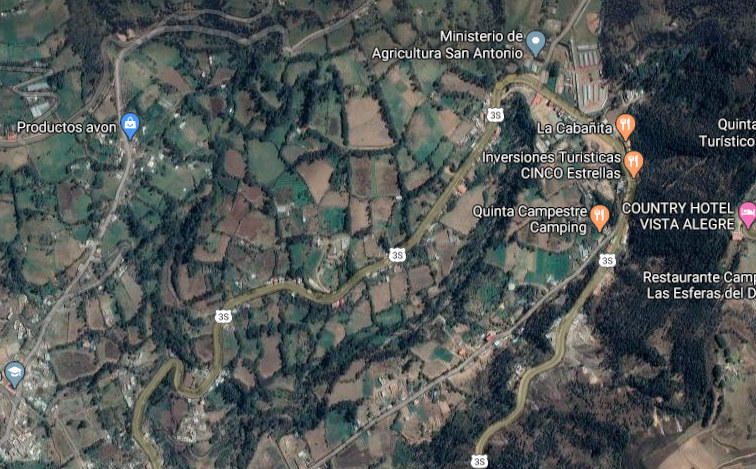 Ministerio de
Agricultura San Antonio
3S
Productos avon
La Cabañita
Quinta
Turístico
Inversiones Turisticas
CINCO Estrellas
Quinta Campestre
Camping
COUNTRY HOTEL
VISTA ALEGRE
3S
3S
Restaurante Camp
Las Esferas del D
3S
3S